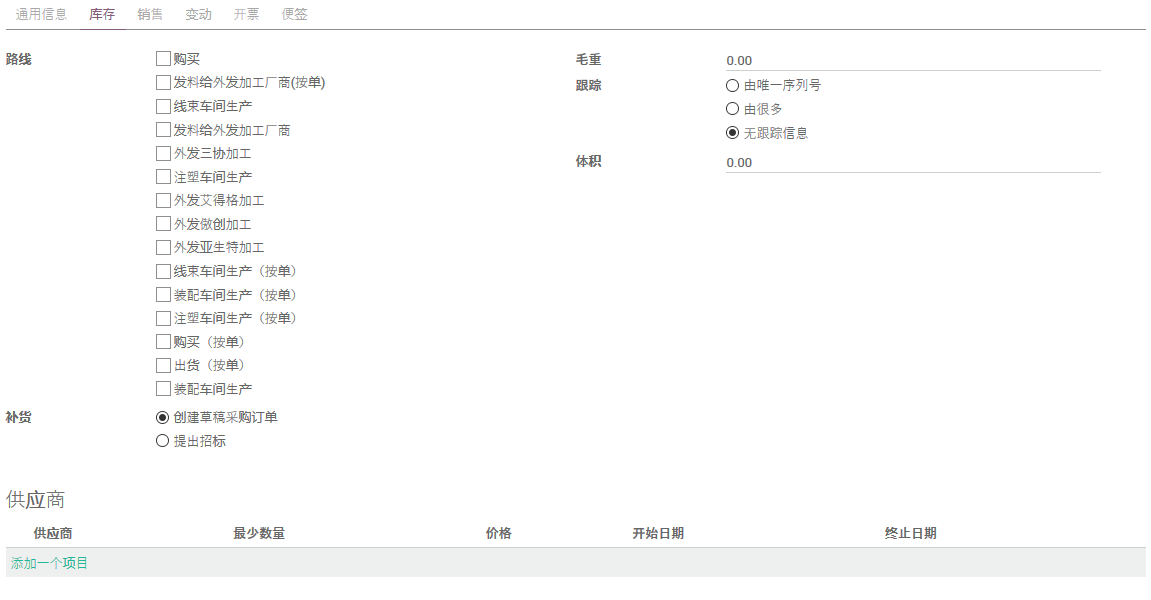 通用信息 库存 销售 变动 开票 便签
路线
购买
发料给外发加工厂商(按单)
线束车间生产
发料给外发加工厂商
外发三协加工
注塑车间生产
外发艾得格加工
外发傲创加工
外发亚生特加工
线束车间生产（按单）
装配车间生产（按单）
注塑车间生产（按单）
购买（按单）
出货（按单）
装配车间生产
毛重 0.00
跟踪
由唯一序列号
由很多
无跟踪信息
体积 0.00
补货
创建草稿采购订单
提出招标
供应商
供应商 最少数量 价格 开始日期 终止日期
添加一个项目